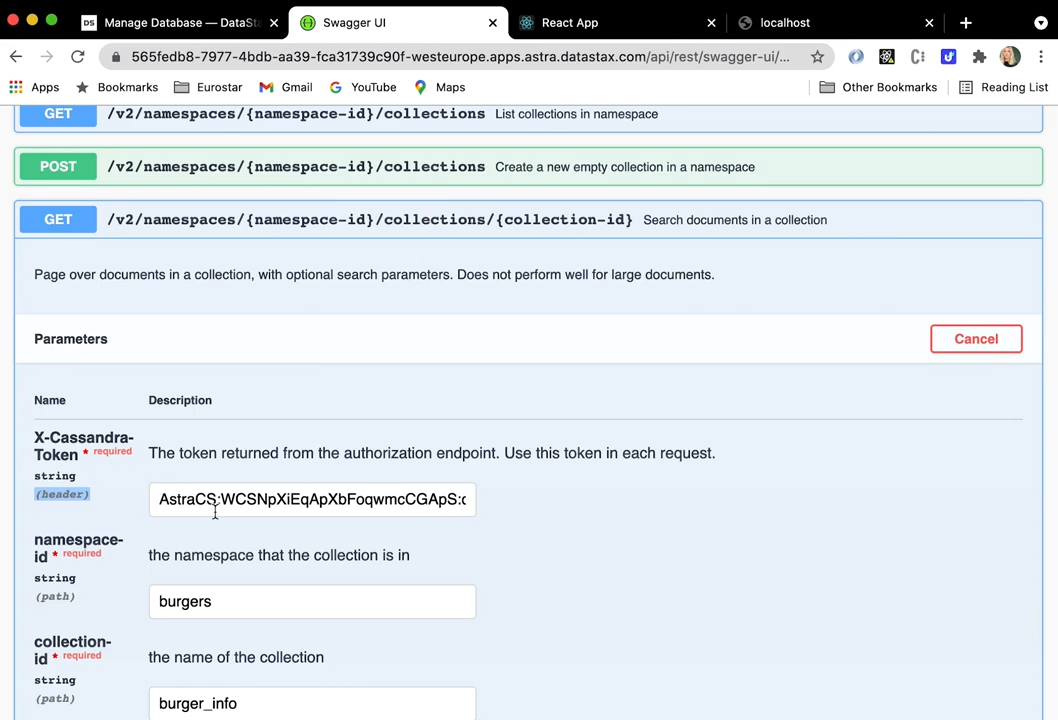 Manage Database — DataSta
Swagger UI
React App
localhost
565fedb8-7977-4bdb-aa39-fca31739c90f-westeurope.apps.astra.datastax.com/api/rest/swagger-ui/...
Apps Bookmarks Eurostar Gmail YouTube Maps Other Bookmarks Reading List
GET /v2/namespaces/{namespace-id}/collections List collections in namespace
POST /v2/namespaces/{namespace-id}/collections Create a new empty collection in a namespace
GET /v2/namespaces/{namespace-id}/collections/{collection-id} Search documents in a collection
Page over documents in a collection, with optional search parameters. Does not perform well for large documents.
Parameters Cancel
Name Description
X-Cassandra-
Token * required
string
(header)
The token returned from the authorization endpoint. Use this token in each request.
AstraCS:WCSNpXiEqApXbFoqwmcCGApS:
namespace-
id * required
string
(path)
the namespace that the collection is in
burgers
collection-
id * required
string
(path)
the name of the collection
burger_info